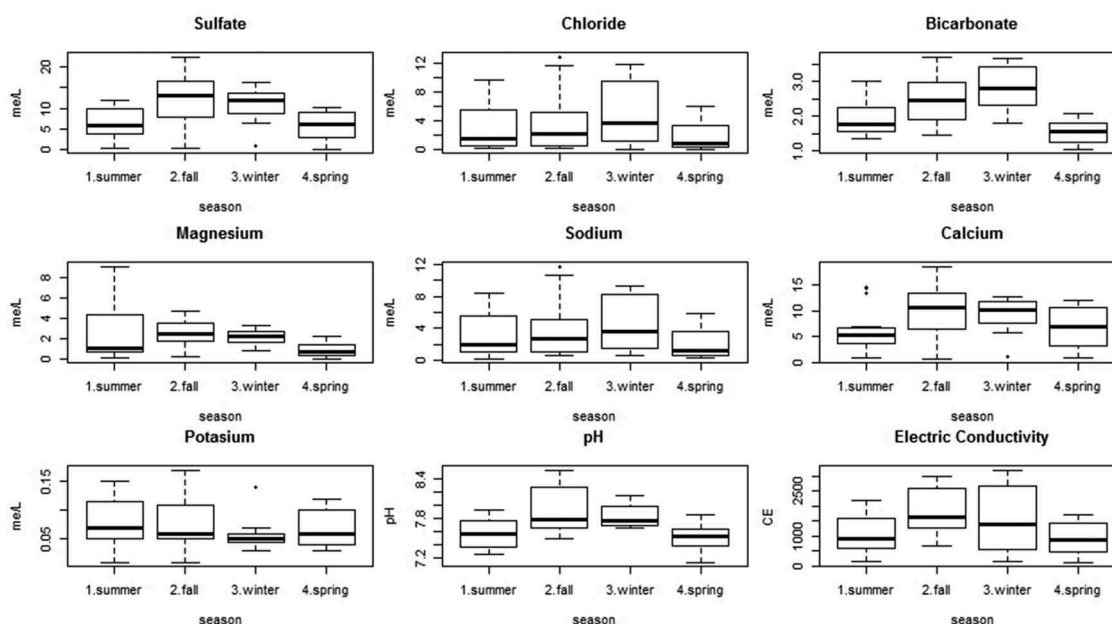 Sulfate
me/L
0 5 10 20
1.summer 2.fall 3.winter 4.spring
season
Chloride
me/L
0 4 8 12
1.summer 2.fall 3.winter 4.spring
season
Bicarbonate
me/L
1.0 2.0 3.0
1.summer 2.fall 3.winter 4.spring
season
Magnesium
me/L
0 2 4 6 8
1.summer 2.fall 3.winter 4.spring
season
Sodium
me/L
0 4 8 12
1.summer 2.fall 3.winter 4.spring
season
Calcium
me/L
0 5 10 15
1.summer 2.fall 3.winter 4.spring
season
Potasium
me/L
0.05 0.15
1.summer 2.fall 3.winter 4.spring
season
pH
pH
7.2 7.8 8.4
1.summer 2.fall 3.winter 4.spring
season
Electric Conductivity
CE
0 1000 2500
1.summer 2.fall 3.winter 4.spring
season